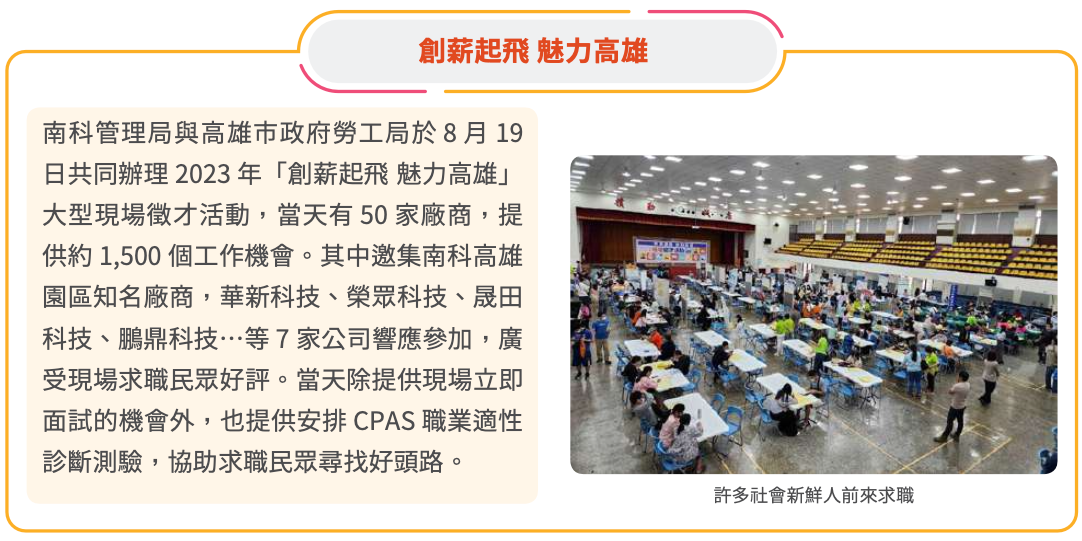 創薪起飛 魅力高雄
南科管理局與高雄市政府勞工局於 8 月 19
日共同辦理 2023 年「創薪起飛 魅力高雄」
大型現場徵才活動，當天有 50 家廠商，提
供約 1,500 個工作機會。其中邀集南科高雄
園區知名廠商，華新科技、榮眾科技、晟田
科技、鵬鼎科技⋯等 7 家公司響應參加，廣
受現場求職民眾好評。當天除提供現場立即
面試的機會外，也提供安排 CPAS 職業適性
診斷測驗，協助求職民眾尋找好頭路。
許多社會新鮮人前來求職